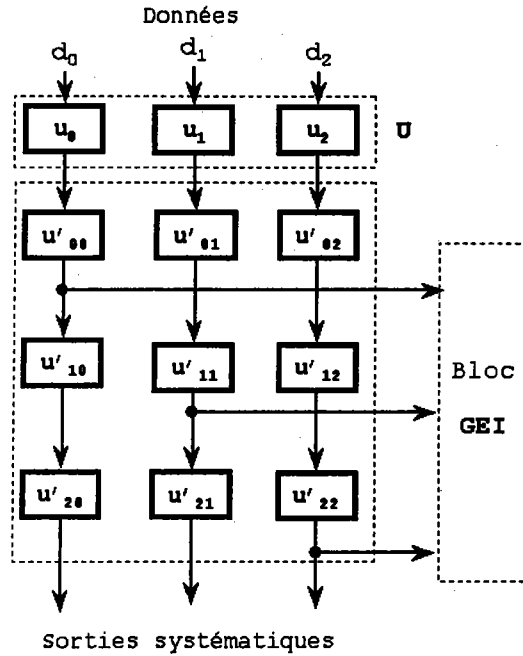 Données
d0 d1 d2
u0 u1 u2 U
u'00 u'01 u'02
u'10 u'11 u'12 Bloc
GEI
u'20 u'21 u'22
Sorties systématiques